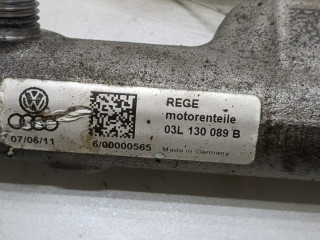 REGE
motorenteile
03L 130 089 B
07/06/11
6/00000565
Made in Germany